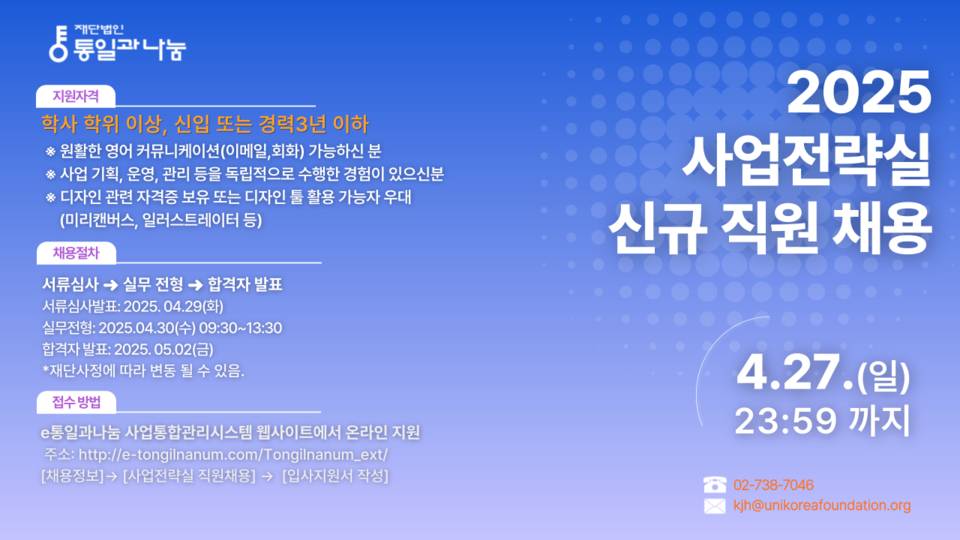 재단법인
통일과나눔
지원자격
학사 학위 이상, 신입 또는 경력3년 이하
※ 원활한 영어 커뮤니케이션(이메일,회화) 가능하신 분
※ 사업 기획, 운영, 관리 등을 독립적으로 수행한 경험이 있으신분
※ 디자인 관련 자격증 보유 또는 디자인 툴 활용 가능자 우대
(미리캔버스, 일러스트레이터 등)
채용절차
서류심사 ➜ 실무 전형 ➜ 합격자 발표
서류심사발표: 2025. 04.29(화)
실무전형: 2025.04.30(수) 09:30~13:30
합격자 발표: 2025. 05.02(금)
*재단사정에 따라 변동 될 수 있음.
접수 방법
e통일과나눔 사업통합관리시스템 웹사이트에서 온라인 지원
주소: http://e-tongilnanum.com/Tongilnanum_ext/
[채용정보]→ [사업전략실 직원채용] → [입사지원서 작성]
2025
사업전략실
신규 직원 채용
4.27.(일)
23:59 까지
02-738-7046
kjh@unikoreafoundation.org